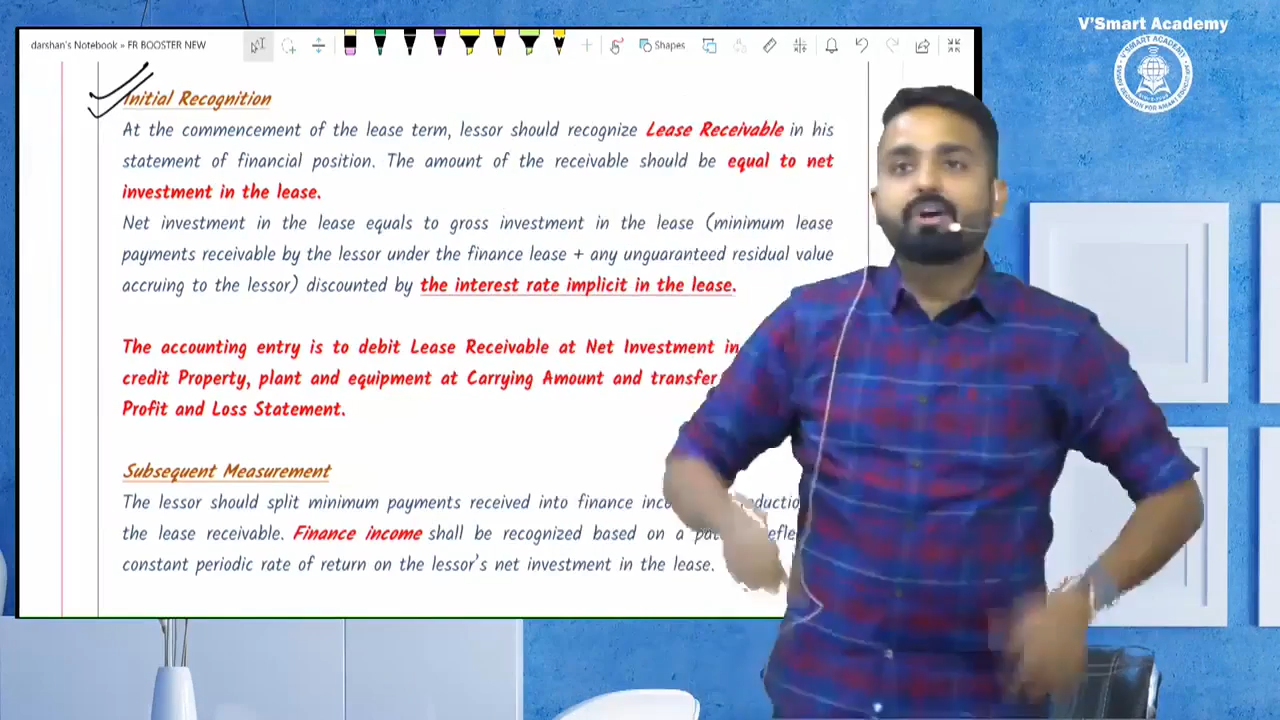 V'Smart Academy
darshan's Notebook » FR BOOSTER NEW
Shapes
Initial Recognition
At the commencement of the lease term, lessor should recognize Lease Receivable in his
statement of financial position. The amount of the receivable should be equal to net
investment in the lease.
Net investment in the lease equals to gross investment in the lease (minimum lease
payments receivable by the lessor under the finance lease + any unguaranteed residual value
accruing to the lessor) discounted by the interest rate implicit in the lease.
The accounting entry is to debit Lease Receivable at Net Investment in
credit Property, plant and equipment at Carrying Amount and transfer
Profit and Loss Statement.
Subsequent Measurement
The lessor should split minimum payments received into finance
the lease receivable. Finance income shall be recognized based on a
constant periodic rate of return on the lessor's net investment in the lease.